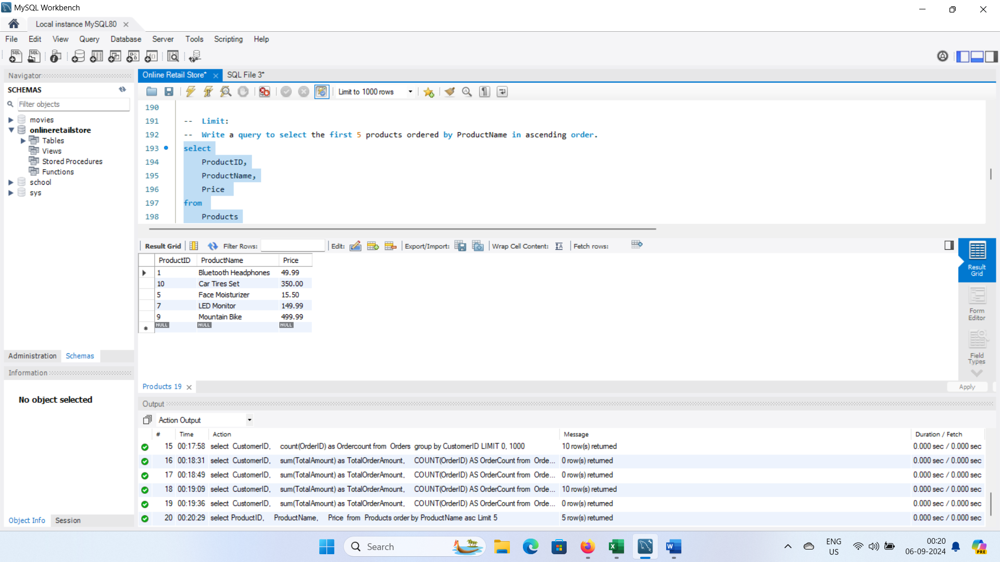 MySQL Workbench
Local instance MySQL80
File Edit View Query Database Server Tools Scripting Help
Navigator
SCHEMAS
Filter objects
movies
onlineretailstore
Tables
Views
Stored Procedures
Functions
school
sys
Administration Schemas
Information
No object selected
Object Info Session
Online Retail Store* SQL File 3*
Limit to 1000 rows
190
191 -- Limit:
192 -- Write a query to select the first 5 products ordered by ProductName in ascending order.
193 select
194 ProductID,
195 ProductName,
196 Price
197 from
198 Products
Result Grid Filter Rows: Edit: Export/Import: Wrap Cell Content: Fetch rows:
ProductID ProductName Price
1 Bluetooth Headphones 49.99
10 Car Tires Set 350.00
5 Face Moisturizer 15.50
7 LED Monitor 149.99
9 Mountain Bike 499.99
NULL NULL NULL
Result
Grid
Form
Editor
Field
Types
Products 19
Apply
Output
Action Output
# Time Action Message Duration / Fetch
15 00:17:58 select CustomerID, count(OrderID) as Ordercount from Orders group by CustomerID LIMIT 0, 1000 10 row(s) returned 0.000 sec / 0.000 sec
16 00:18:31 select CustomerID, sum(TotalAmount) as TotalOrderAmount, COUNT(OrderID) AS OrderCount from Orde... 0 row(s) returned 0.000 sec / 0.000 sec
17 00:18:49 select CustomerID, sum(TotalAmount) as TotalOrderAmount, COUNT(OrderID) AS OrderCount from Orde... 0 row(s) returned 0.000 sec / 0.000 sec
18 00:19:09 select CustomerID, sum(TotalAmount) as TotalOrderAmount, COUNT(OrderID) AS OrderCount from Orde... 10 row(s) returned 0.000 sec / 0.000 sec
19 00:19:36 select CustomerID, sum(TotalAmount) as TotalOrderAmount, COUNT(OrderID) AS OrderCount from Orde... 0 row(s) returned 0.000 sec / 0.000 sec
20 00:20:29 select ProductID, ProductName, Price from Products order by ProductName asc Limit 5 5 row(s) returned 0.000 sec / 0.000 sec
Search
ENG
US
00:20
06-09-2024
PRE